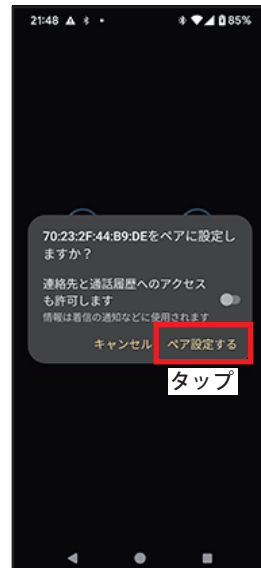 21:48
85%
70:23:2F:44:B9:DEをペアに設定し
ますか？
連絡先と通話履歴へのアクセス
も許可します
情報は着信の通知などに使用されます
キャンセル ペア設定する
タップ